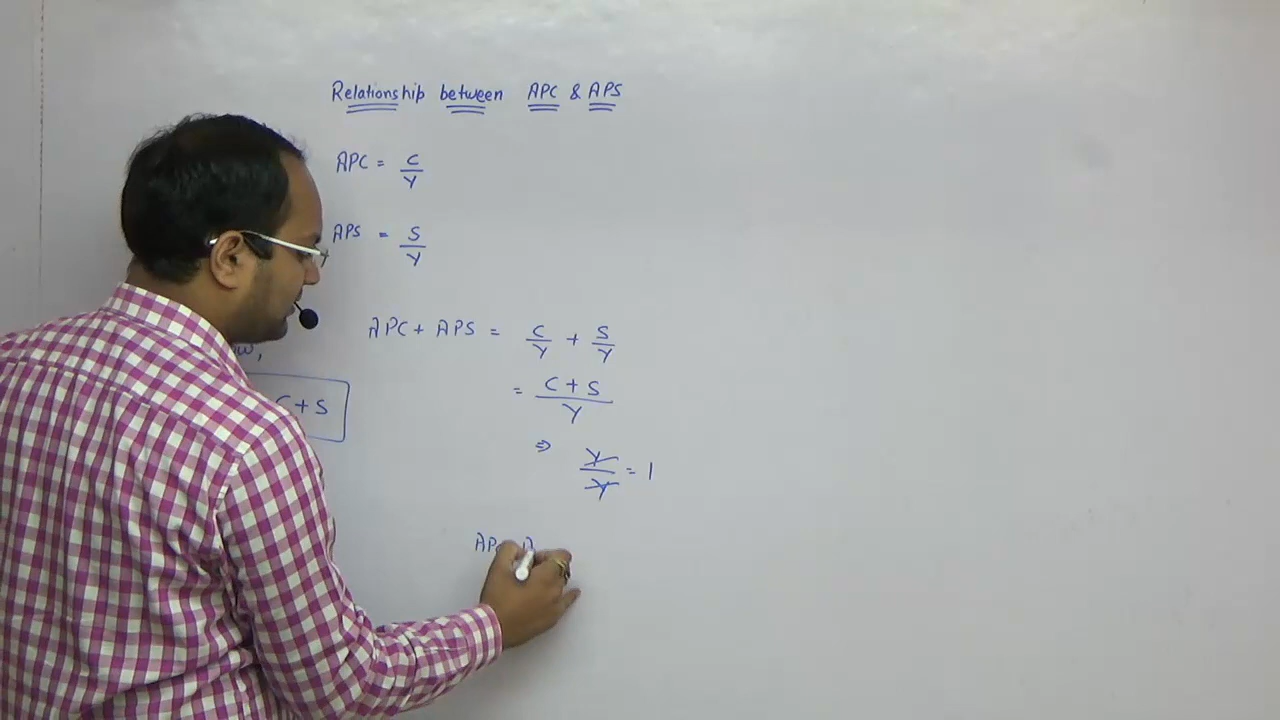 Relationship between APC & APS
APC = C/Y
APS = S/Y
APC + APS = C/Y + S/Y
= C + S / Y
C + S
⇒ Y/Y = 1